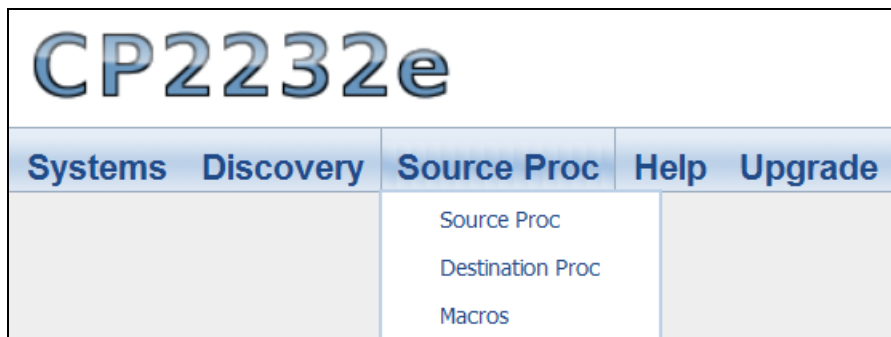 CP2232e
Systems Discovery Source Proc Help Upgrade
Source Proc
Destination Proc
Macros